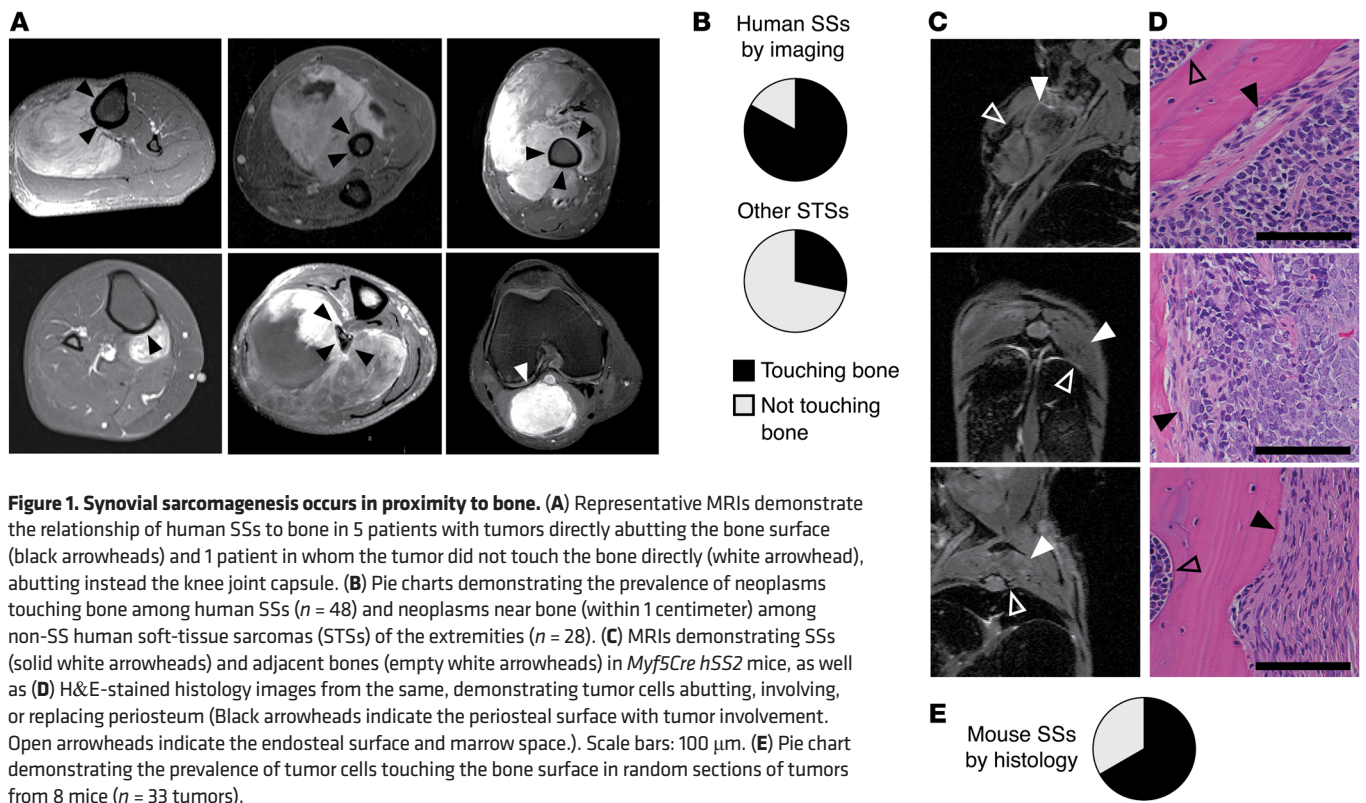 A
B
Human SSs
by imaging
Other STSs
Touching bone
Not touching
bone
C
D
Figure 1. Synovial sarcomagenesis occurs in proximity to bone. (A) Representative MRIs demonstrate
the relationship of human SSs to bone in 5 patients with tumors directly abutting the bone surface
(black arrowheads) and 1 patient in whom the tumor did not touch the bone directly (white arrowhead),
abutting instead the knee joint capsule. (B) Pie charts demonstrating the prevalence of neoplasms
touching bone among human SSs (n = 48) and neoplasms near bone (within 1 centimeter) among
non-SS human soft-tissue sarcomas (STSs) of the extremities (n = 28). (C) MRIs demonstrating SSs
(solid white arrowheads) and adjacent bones (empty white arrowheads) in Myf5Cre hSS2 mice, as well
as (D) H&E-stained histology images from the same, demonstrating tumor cells abutting, involving,
or replacing periosteum (Black arrowheads indicate the periosteal surface with tumor involvement.
Open arrowheads indicate the endosteal surface and marrow space.). Scale bars: 100 μm. (E) Pie chart
demonstrating the prevalence of tumor cells touching the bone surface in random sections of tumors
from 8 mice (n = 33 tumors).
E
Mouse SSs
by histology